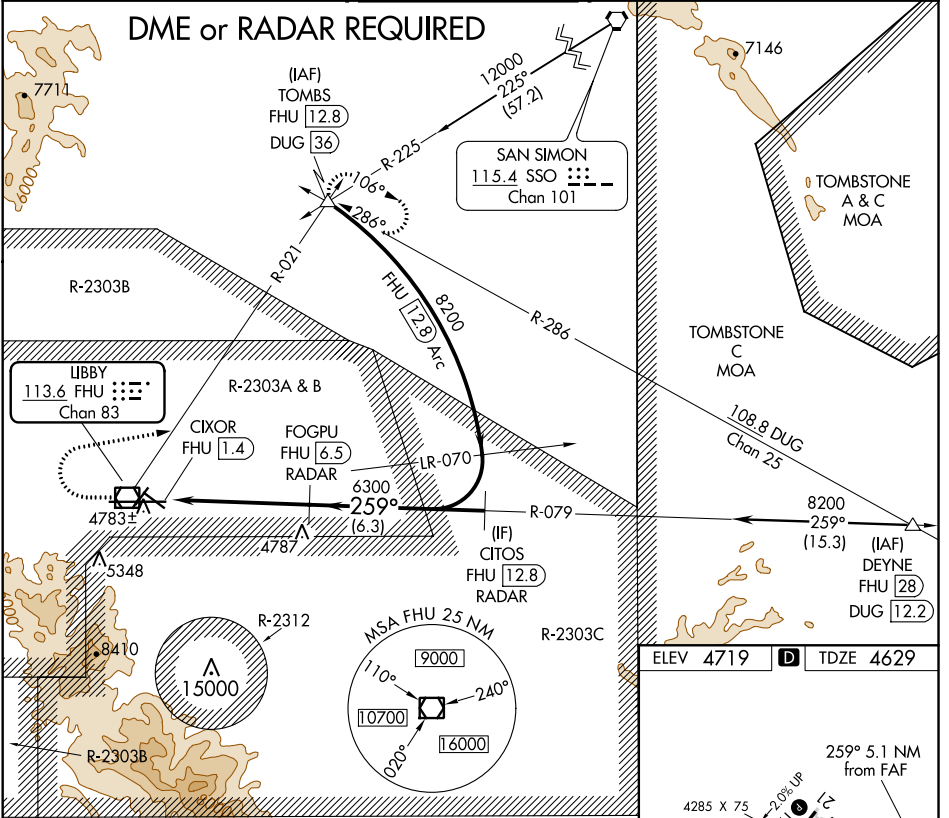 DME or RADAR REQUIRED
7711
6000
(IAF)
TOMBS
FHU 12.8
DUG 36
12000
225°
(57.2)
R-225
SAN SIMON
115.4 SSO
Chan 101
7146
TOMBSTONE
A & C
MOA
106°
286°
R-021
R-2303B
FHU 12.8 Arc
8200
R-286
TOMBSTONE
C
MOA
LIBBY
113.6 FHU
Chan 83
R-2303A & B
CIXOR
FHU 1.4
FOGPU
FHU 6.5
RADAR
LR-070
108.8 DUG
Chan 25
6300
259°
(6.3)
R-079
8200
259°
(15.3)
4783±
4787
5348
(IF)
CITOS
FHU 12.8
RADAR
(IAF)
DEYNE
FHU 28
DUG 12.2
8410
R-2312
15000
MSA FHU 25 NM
9000
110°
240°
10700
16000
020°
R-2303C
R-2303B
ELEV 4719 D TDZE 4629
259° 5.1 NM
from FAF
4285 X 75
2.0% UP
P
21